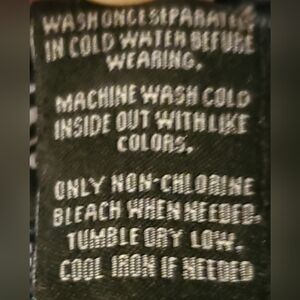 WASH ONCE SEPARATELY
IN COLD WATER BEFORE
WEARING.
MACHINE WASH COLD
INSIDE OUT WITH LIKE
COLORS.
ONLY NON-CHLORINE
BLEACH WHEN NEEDED.
TUMBLE DRY LOW.
COOL IRON IF NEEDED